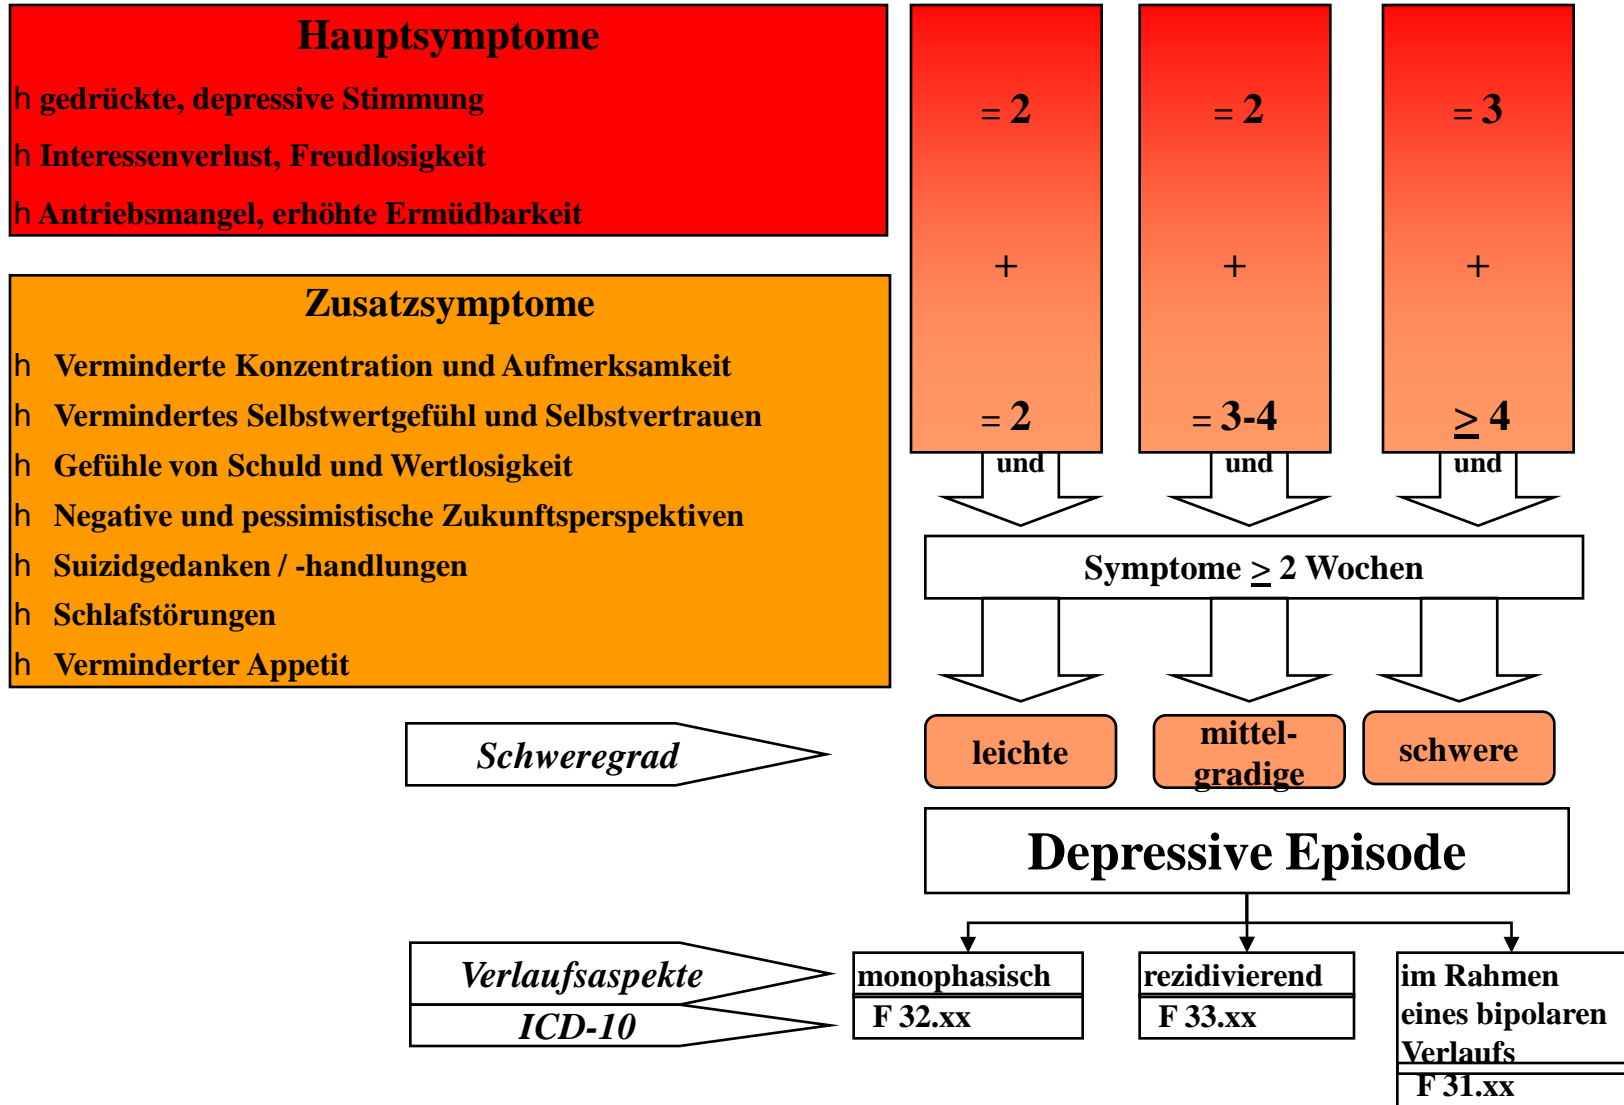 Hauptsymptome
h gedrückte, depressive Stimmung
h Interessenverlust, Freudlosigkeit
h Antriebsmangel, erhöhte Ermüdbarkeit
= 2
= 2
= 3
+
+
+
Zusatzsymptome
h Verminderte Konzentration und Aufmerksamkeit
h Vermindertes Selbstwertgefühl und Selbstvertrauen
h Gefühle von Schuld und Wertlosigkeit
h Negative und pessimistische Zukunftsperspektiven
h Suizidgedanken / -handlungen
h Schlafstörungen
h Verminderter Appetit
= 2
= 3-4
≥ 4
und
und
und
Symptome ≥ 2 Wochen
Schweregrad
leichte
mittel-
gradige
schwere
Depressive Episode
Verlaufsaspekte
monophasisch
rezidivierend
im Rahmen
eines bipolaren
Verlaufs
ICD-10
F 32.xx
F 33.xx
F 31.xx